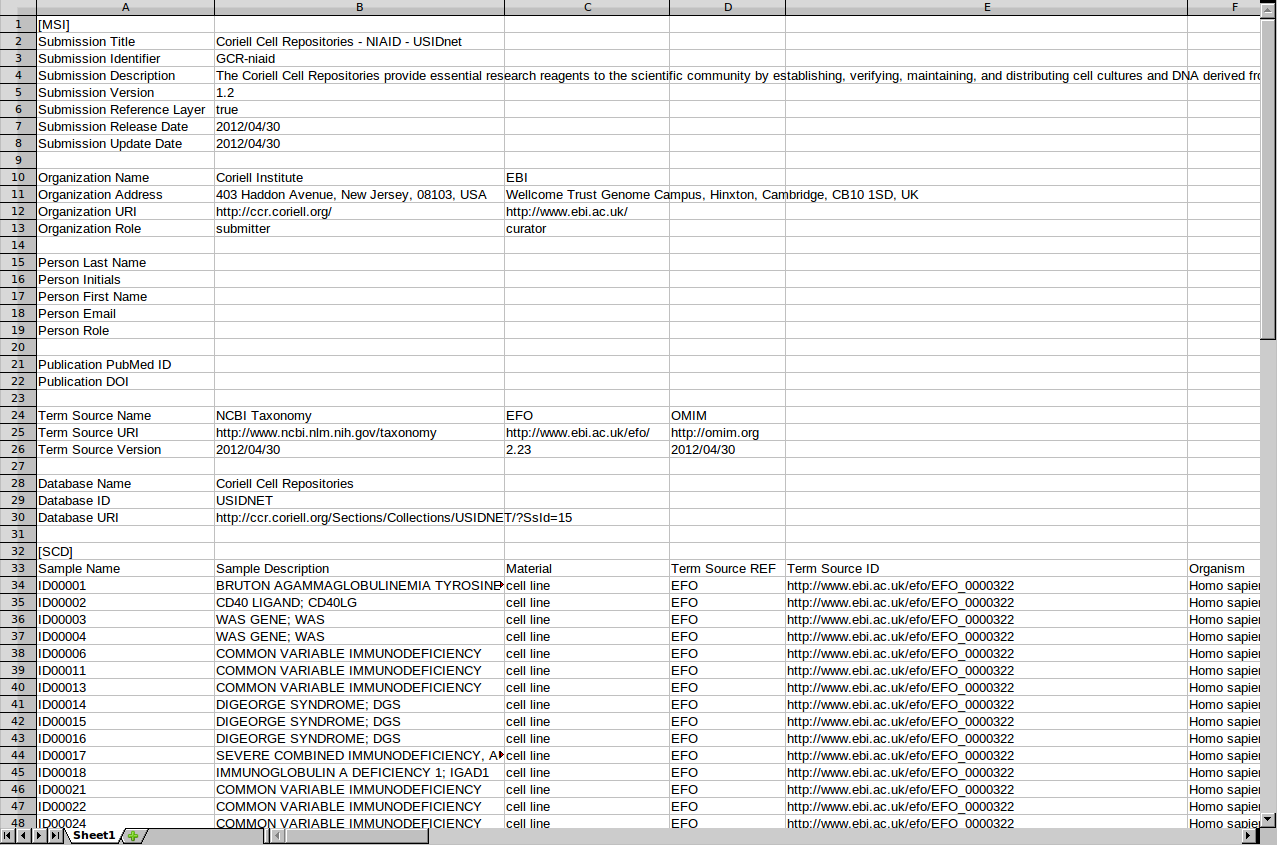 A B C D E F
1 [MSI]
2 Submission Title Coriell Cell Repositories - NIAID - USIDnet
3 Submission Identifier GCR-niaid
4 Submission Description The Coriell Cell Repositories provide essential research reagents to the scientific community by establishing, verifying, maintaining, and distributing cell cultures and DNA derived
5 Submission Version 1.2
6 Submission Reference Layer true
7 Submission Release Date 2012/04/30
8 Submission Update Date 2012/04/30
9
10 Organization Name Coriell Institute EBI
11 Organization Address 403 Haddon Avenue, New Jersey, 08103, USA Wellcome Trust Genome Campus, Hinxton, Cambridge, CB10 1SD, UK
12 Organization URI http://ccr.coriell.org/ http://www.ebi.ac.uk/
13 Organization Role submitter curator
14
15 Person Last Name
16 Person Initials
17 Person First Name
18 Person Email
19 Person Role
20
21 Publication PubMed ID
22 Publication DOI
23
24 Term Source Name NCBI Taxonomy EFO OMIM
25 Term Source URI http://www.ncbi.nlm.nih.gov/taxonomy http://www.ebi.ac.uk/efo/ http://omim.org
26 Term Source Version 2012/04/30 2.23 2012/04/30
27
28 Database Name Coriell Cell Repositories
29 Database ID USIDNET
30 Database URI http://ccr.coriell.org/Sections/Collections/USIDNET/?SsId=15
31
32 [SCD]
33 Sample Name Sample Description Material Term Source REF Term Source ID Organism
34 ID00001 BRUTON AGAMMAGLOBULINEMIA TYROSINE cell line EFO http://www.ebi.ac.uk/efo/EFO_0000322 Homo sapien
35 ID00002 CD40 LIGAND; CD40LG cell line EFO http://www.ebi.ac.uk/efo/EFO_0000322 Homo sapien
36 ID00003 WAS GENE; WAS cell line EFO http://www.ebi.ac.uk/efo/EFO_0000322 Homo sapien
37 ID00004 WAS GENE; WAS cell line EFO http://www.ebi.ac.uk/efo/EFO_0000322 Homo sapien
38 ID00006 COMMON VARIABLE IMMUNODEFICIENCY cell line EFO http://www.ebi.ac.uk/efo/EFO_0000322 Homo sapien
39 ID00011 COMMON VARIABLE IMMUNODEFICIENCY cell line EFO http://www.ebi.ac.uk/efo/EFO_0000322 Homo sapien
40 ID00013 COMMON VARIABLE IMMUNODEFICIENCY cell line EFO http://www.ebi.ac.uk/efo/EFO_0000322 Homo sapien
41 ID00014 DIGEORGE SYNDROME; DGS cell line EFO http://www.ebi.ac.uk/efo/EFO_0000322 Homo sapien
42 ID00015 DIGEORGE SYNDROME; DGS cell line EFO http://www.ebi.ac.uk/efo/EFO_0000322 Homo sapien
43 ID00016 DIGEORGE SYNDROME; DGS cell line EFO http://www.ebi.ac.uk/efo/EFO_0000322 Homo sapien
44 ID00017 SEVERE COMBINED IMMUNODEFICIENCY, A cell line EFO http://www.ebi.ac.uk/efo/EFO_0000322 Homo sapien
45 ID00018 IMMUNOGLOBULIN A DEFICIENCY 1; IGAD1 cell line EFO http://www.ebi.ac.uk/efo/EFO_0000322 Homo sapien
46 ID00021 COMMON VARIABLE IMMUNODEFICIENCY cell line EFO http://www.ebi.ac.uk/efo/EFO_0000322 Homo sapien
47 ID00022 COMMON VARIABLE IMMUNODEFICIENCY cell line EFO http://www.ebi.ac.uk/efo/EFO_0000322 Homo sapien
48 ID00024 COMMON VARIABLE IMMUNODEFICIENCY cell line EFO http://www.ebi.ac.uk/efo/EFO_0000322 Homo sapien
Sheet1